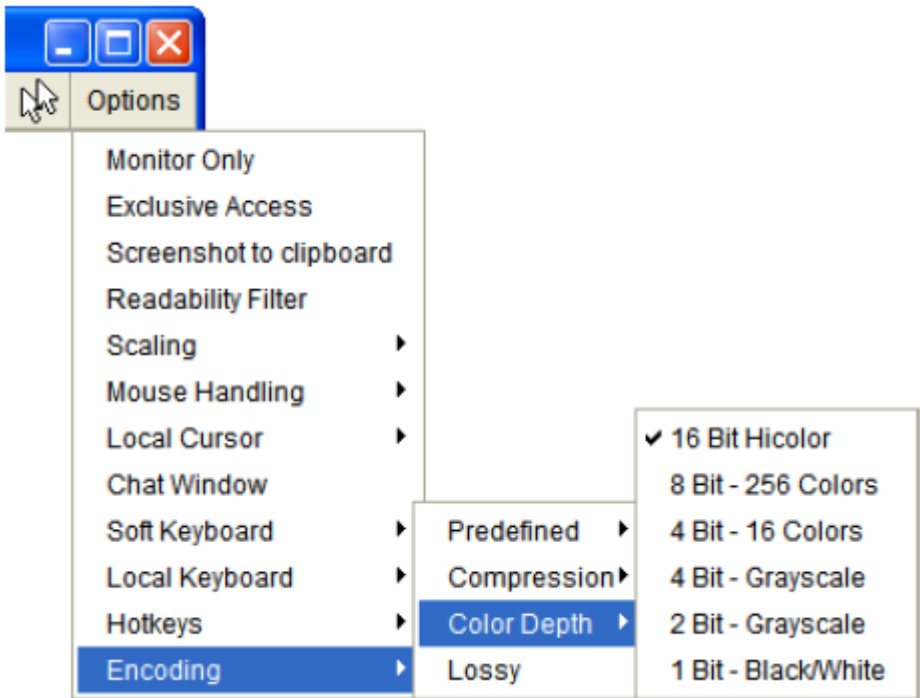 Options
Monitor Only
Exclusive Access
Screenshot to clipboard
Readability Filter
Scaling
Mouse Handling
Local Cursor
Chat Window
Soft Keyboard
Local Keyboard
Hotkeys
Encoding
Predefined
Compression
Color Depth
Lossy
16 Bit Hicolor
8 Bit - 256 Colors
4 Bit - 16 Colors
4 Bit - Grayscale
2 Bit - Grayscale
1 Bit - Black/White